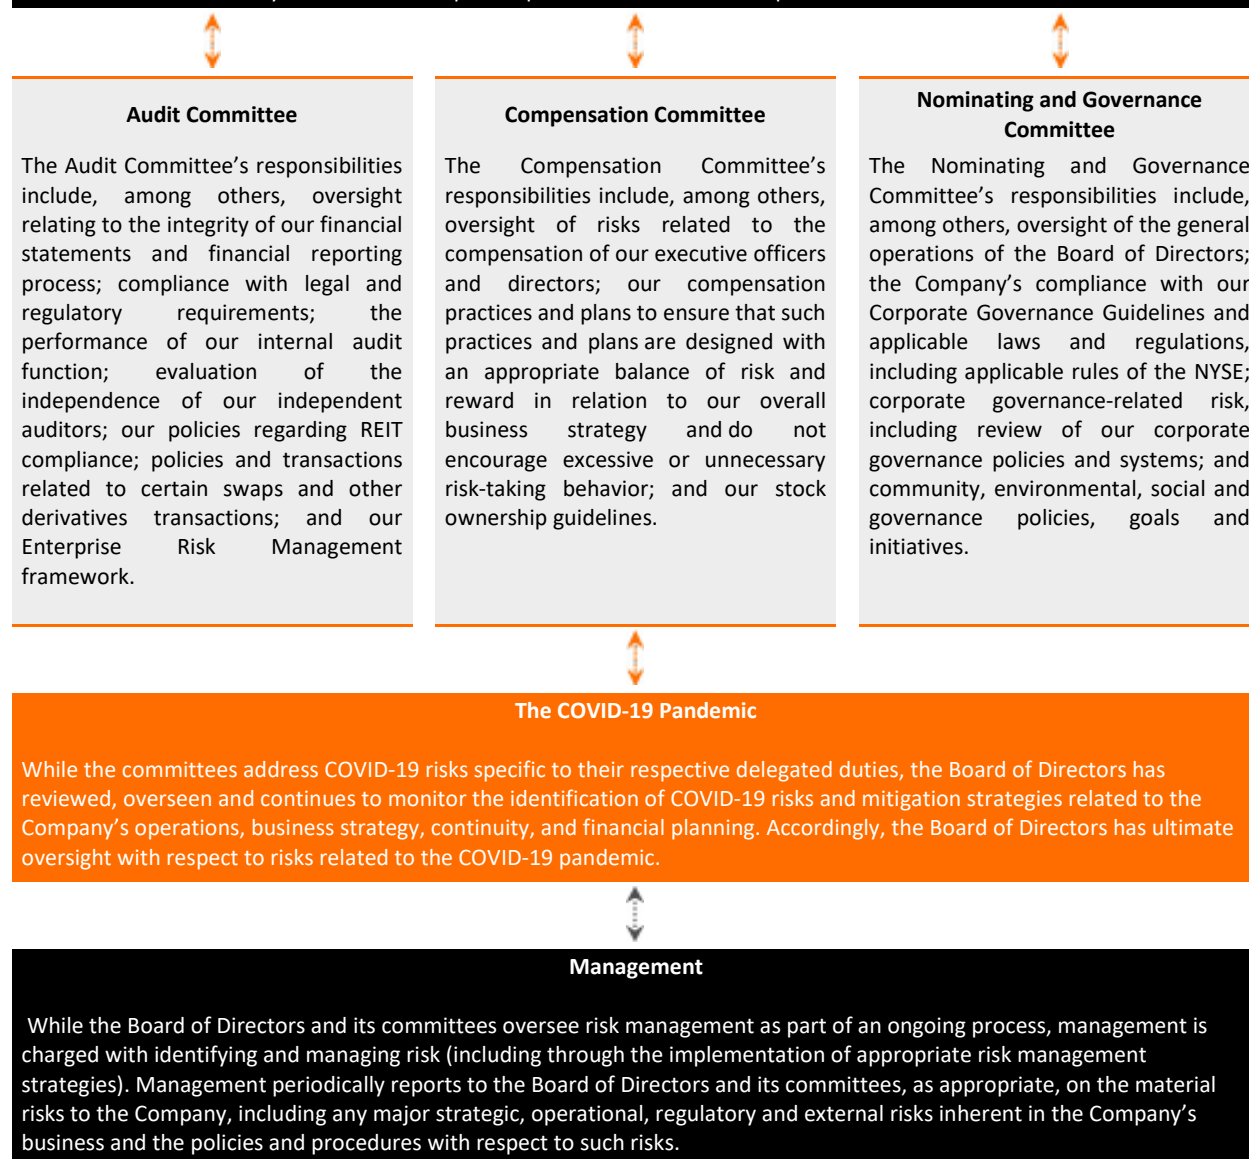 Audit Committee
The Audit Committee’s responsibilities
include, among others, oversight
relating to the integrity of our financial
statements and financial reporting
process; compliance with legal and
regulatory requirements; the
performance of our internal audit
function; evaluation of the
independence of our independent
auditors; our policies regarding REIT
compliance; policies and transactions
related to certain swaps and other
derivatives transactions; and our
Enterprise Risk Management
framework.
Compensation Committee
The Compensation Committee’s
responsibilities include, among others,
oversight of risks related to the
compensation of our executive officers
and directors; our compensation
practices and plans to ensure that such
practices and plans are designed with
an appropriate balance of risk and
reward in relation to our overall
business strategy and do not
encourage excessive or unnecessary
risk-taking behavior; and our stock
ownership guidelines.
Nominating and Governance
Committee
The Nominating and Governance
Committee’s responsibilities include,
among others, oversight of the general
operations of the Board of Directors;
the Company’s compliance with our
Corporate Governance Guidelines and
applicable laws and regulations,
including applicable rules of the NYSE;
corporate governance-related risk,
including review of our corporate
governance policies and systems; and
community, environmental, social and
governance policies, goals and
initiatives.
The COVID-19 Pandemic
While the committees address COVID-19 risks specific to their respective delegated duties, the Board of Directors has
reviewed, overseen and continues to monitor the identification of COVID-19 risks and mitigation strategies related to the
Company’s operations, business strategy, continuity, and financial planning. Accordingly, the Board of Directors has ultimate
oversight with respect to risks related to the COVID-19 pandemic.
Management
While the Board of Directors and its committees oversee risk management as part of an ongoing process, management is
charged with identifying and managing risk (including through the implementation of appropriate risk management
strategies). Management periodically reports to the Board of Directors and its committees, as appropriate, on the material
risks to the Company, including any major strategic, operational, regulatory and external risks inherent in the Company’s
business and the policies and procedures with respect to such risks.